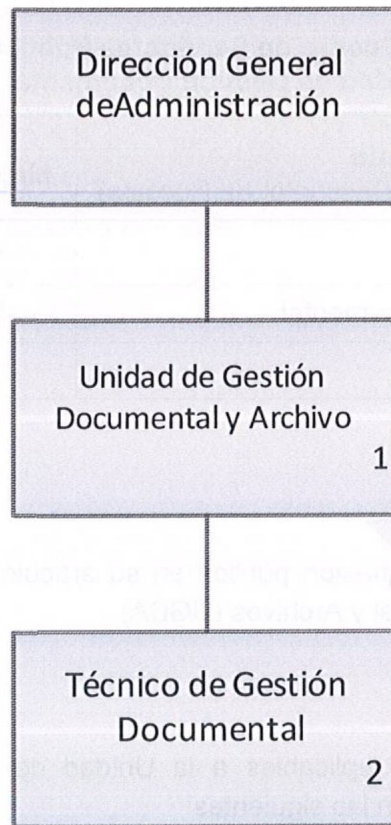 Dirección General
deAdministración
Unidad de Gestión
Documental y Archivo
1
Técnico de Gestión
Documental
2